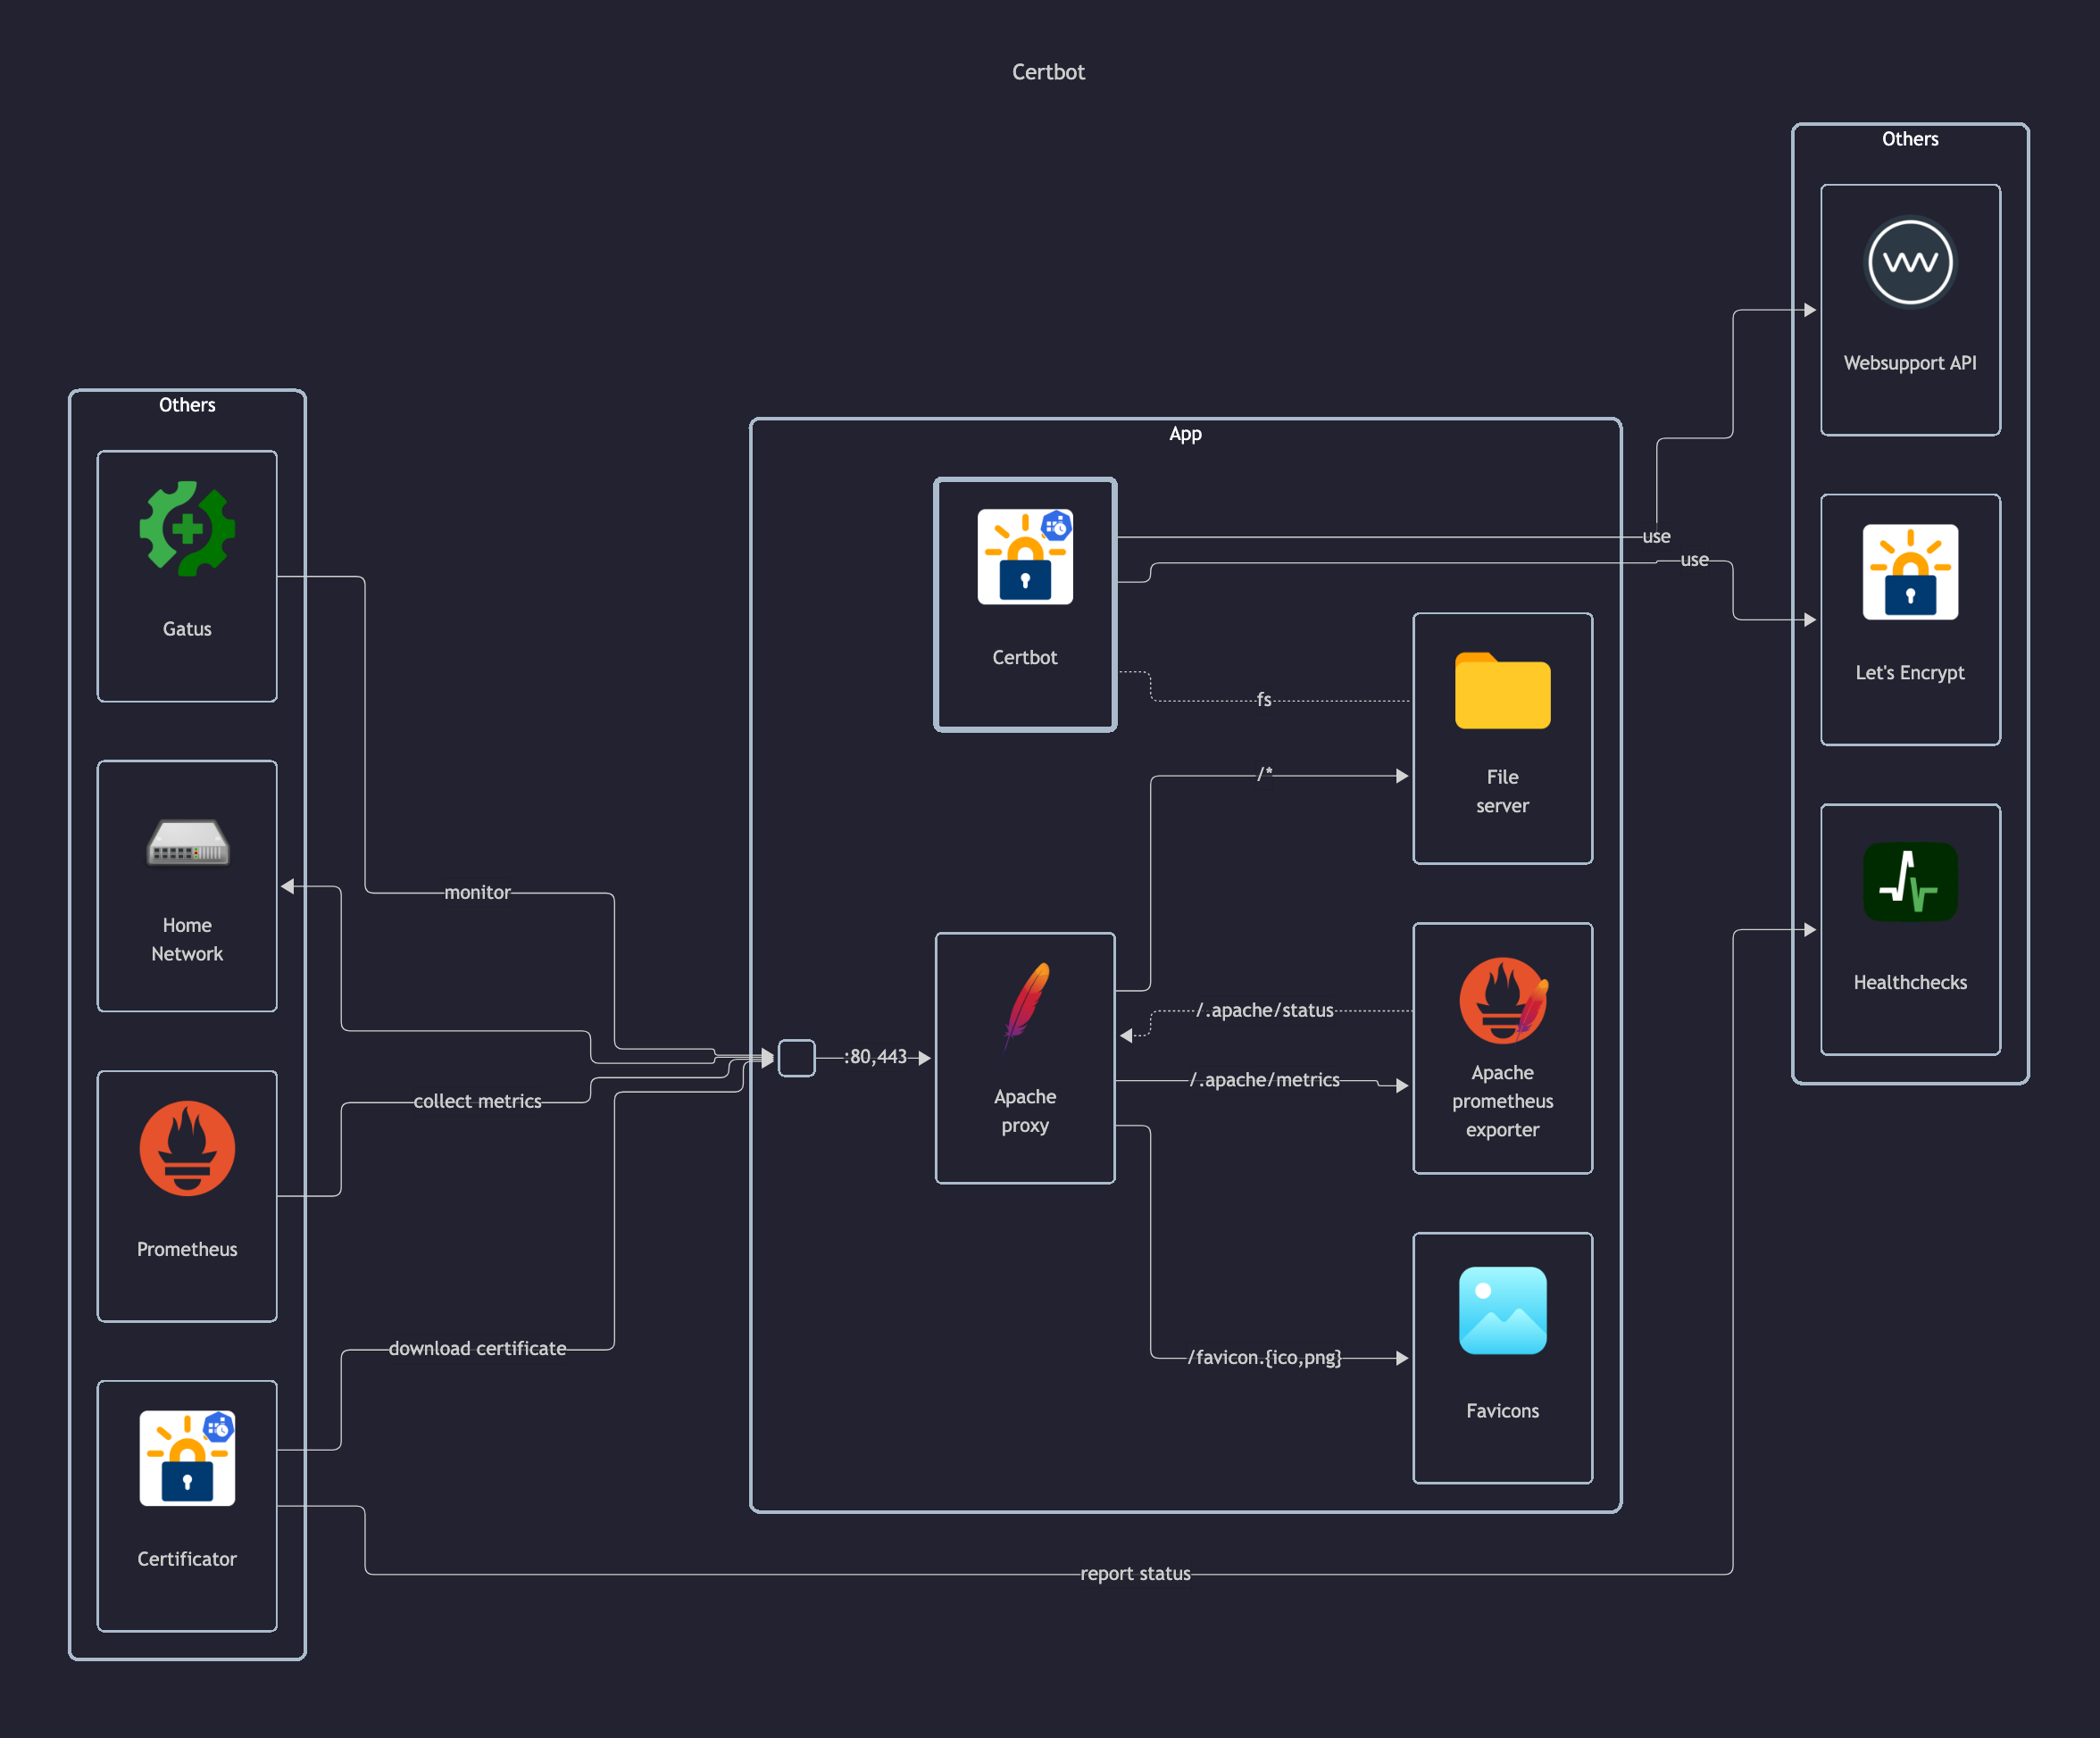 Certbot
Others
Gatus
Home
Network
Prometheus
Certificator
monitor
collect metrics
download certificate
report status
App
:80,443
Certbot
Apache
proxy
use
use
fs
/*
/.apache/status
/.apache/metrics
/favicon.{ico,png}
File
server
Apache
prometheus
exporter
Favicons
Others
Websupport API
Let's Encrypt
Healthchecks